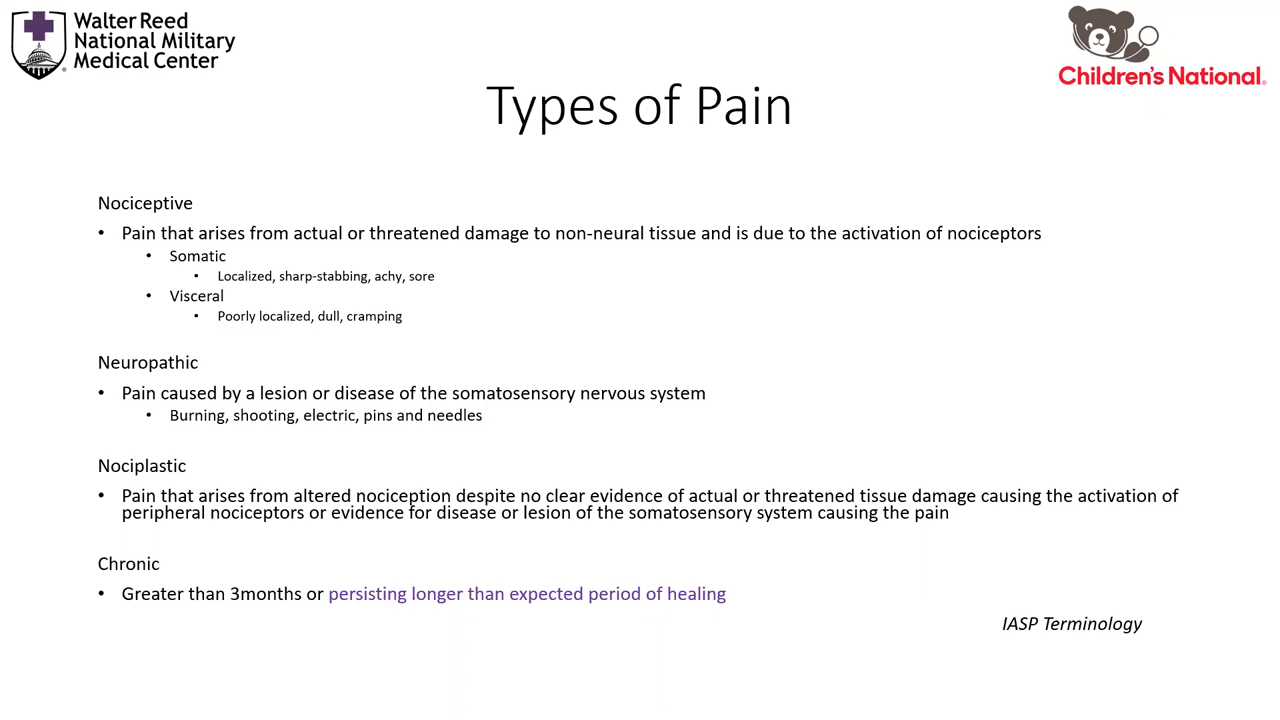 Walter Reed
National Military
Medical Center
Children's National
Types of Pain
Nociceptive
• Pain that arises from actual or threatened damage to non-neural tissue and is due to the activation of nociceptors
• Somatic
• Localized, sharp-stabbing, achy, sore
• Visceral
• Poorly localized, dull, cramping
Neuropathic
• Pain caused by a lesion or disease of the somatosensory nervous system
• Burning, shooting, electric, pins and needles
Nociplastic
• Pain that arises from altered nociception despite no clear evidence of actual or threatened tissue damage causing the activation of
peripheral nociceptors or evidence for disease or lesion of the somatosensory system causing the pain
Chronic
• Greater than 3months or persisting longer than expected period of healing
IASP Terminology